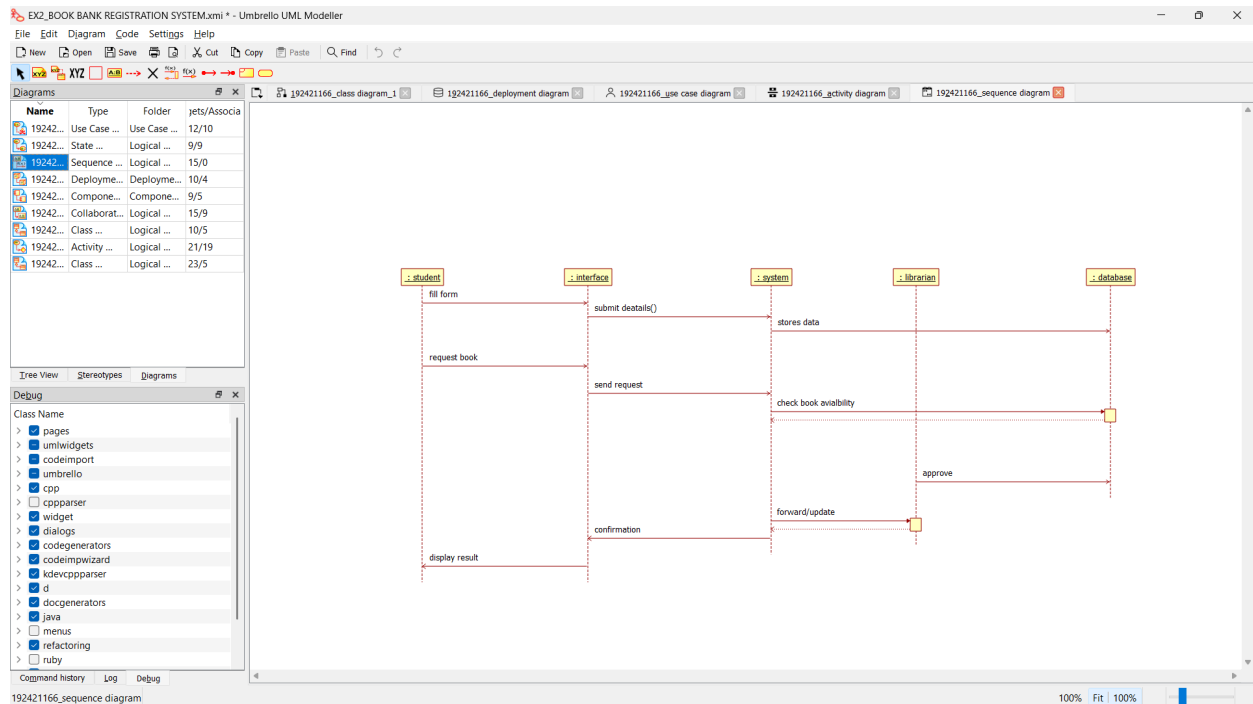 EX2_BOOK BANK REGISTRATION SYSTEM.xmi * - Umbrello UML Modeller
File Edit Diagram Code Settings Help
New Open Save Cut Copy Paste Find
XYZ XYZ A:B f(x) f(x)
Diagrams
192421166_class diagram_1 192421166_deployment diagram 192421166_use case diagram 192421166_activity diagram 192421166_sequence diagram
Name Type Folder jets/Associa
19242... Use Case ... Use Case ... 12/10
19242... State ... Logical ... 9/9
19242... Sequence ... Logical ... 15/0
19242... Deployme... Deployme... 10/4
19242... Compone... Compone... 9/5
19242... Collaborat... Logical ... 15/9
19242... Class ... Logical ... 10/5
19242... Activity ... Logical ... 21/19
19242... Class ... Logical ... 23/5
Tree View Stereotypes Diagrams
Debug
Class Name
pages
umlwidgets
codeimport
umbrello
cpp
cppparser
widget
dialogs
codegenerators
codeimpwizard
kdevcppparser
d
docgenerators
java
menus
refactoring
ruby
Command history Log Debug
192421166_sequence diagram
: student : interface : system : librarian : database
fill form
submit deatails()
stores data
request book
send request
check book avialbility
approve
forward/update
confirmation
display result
100% Fit 100%